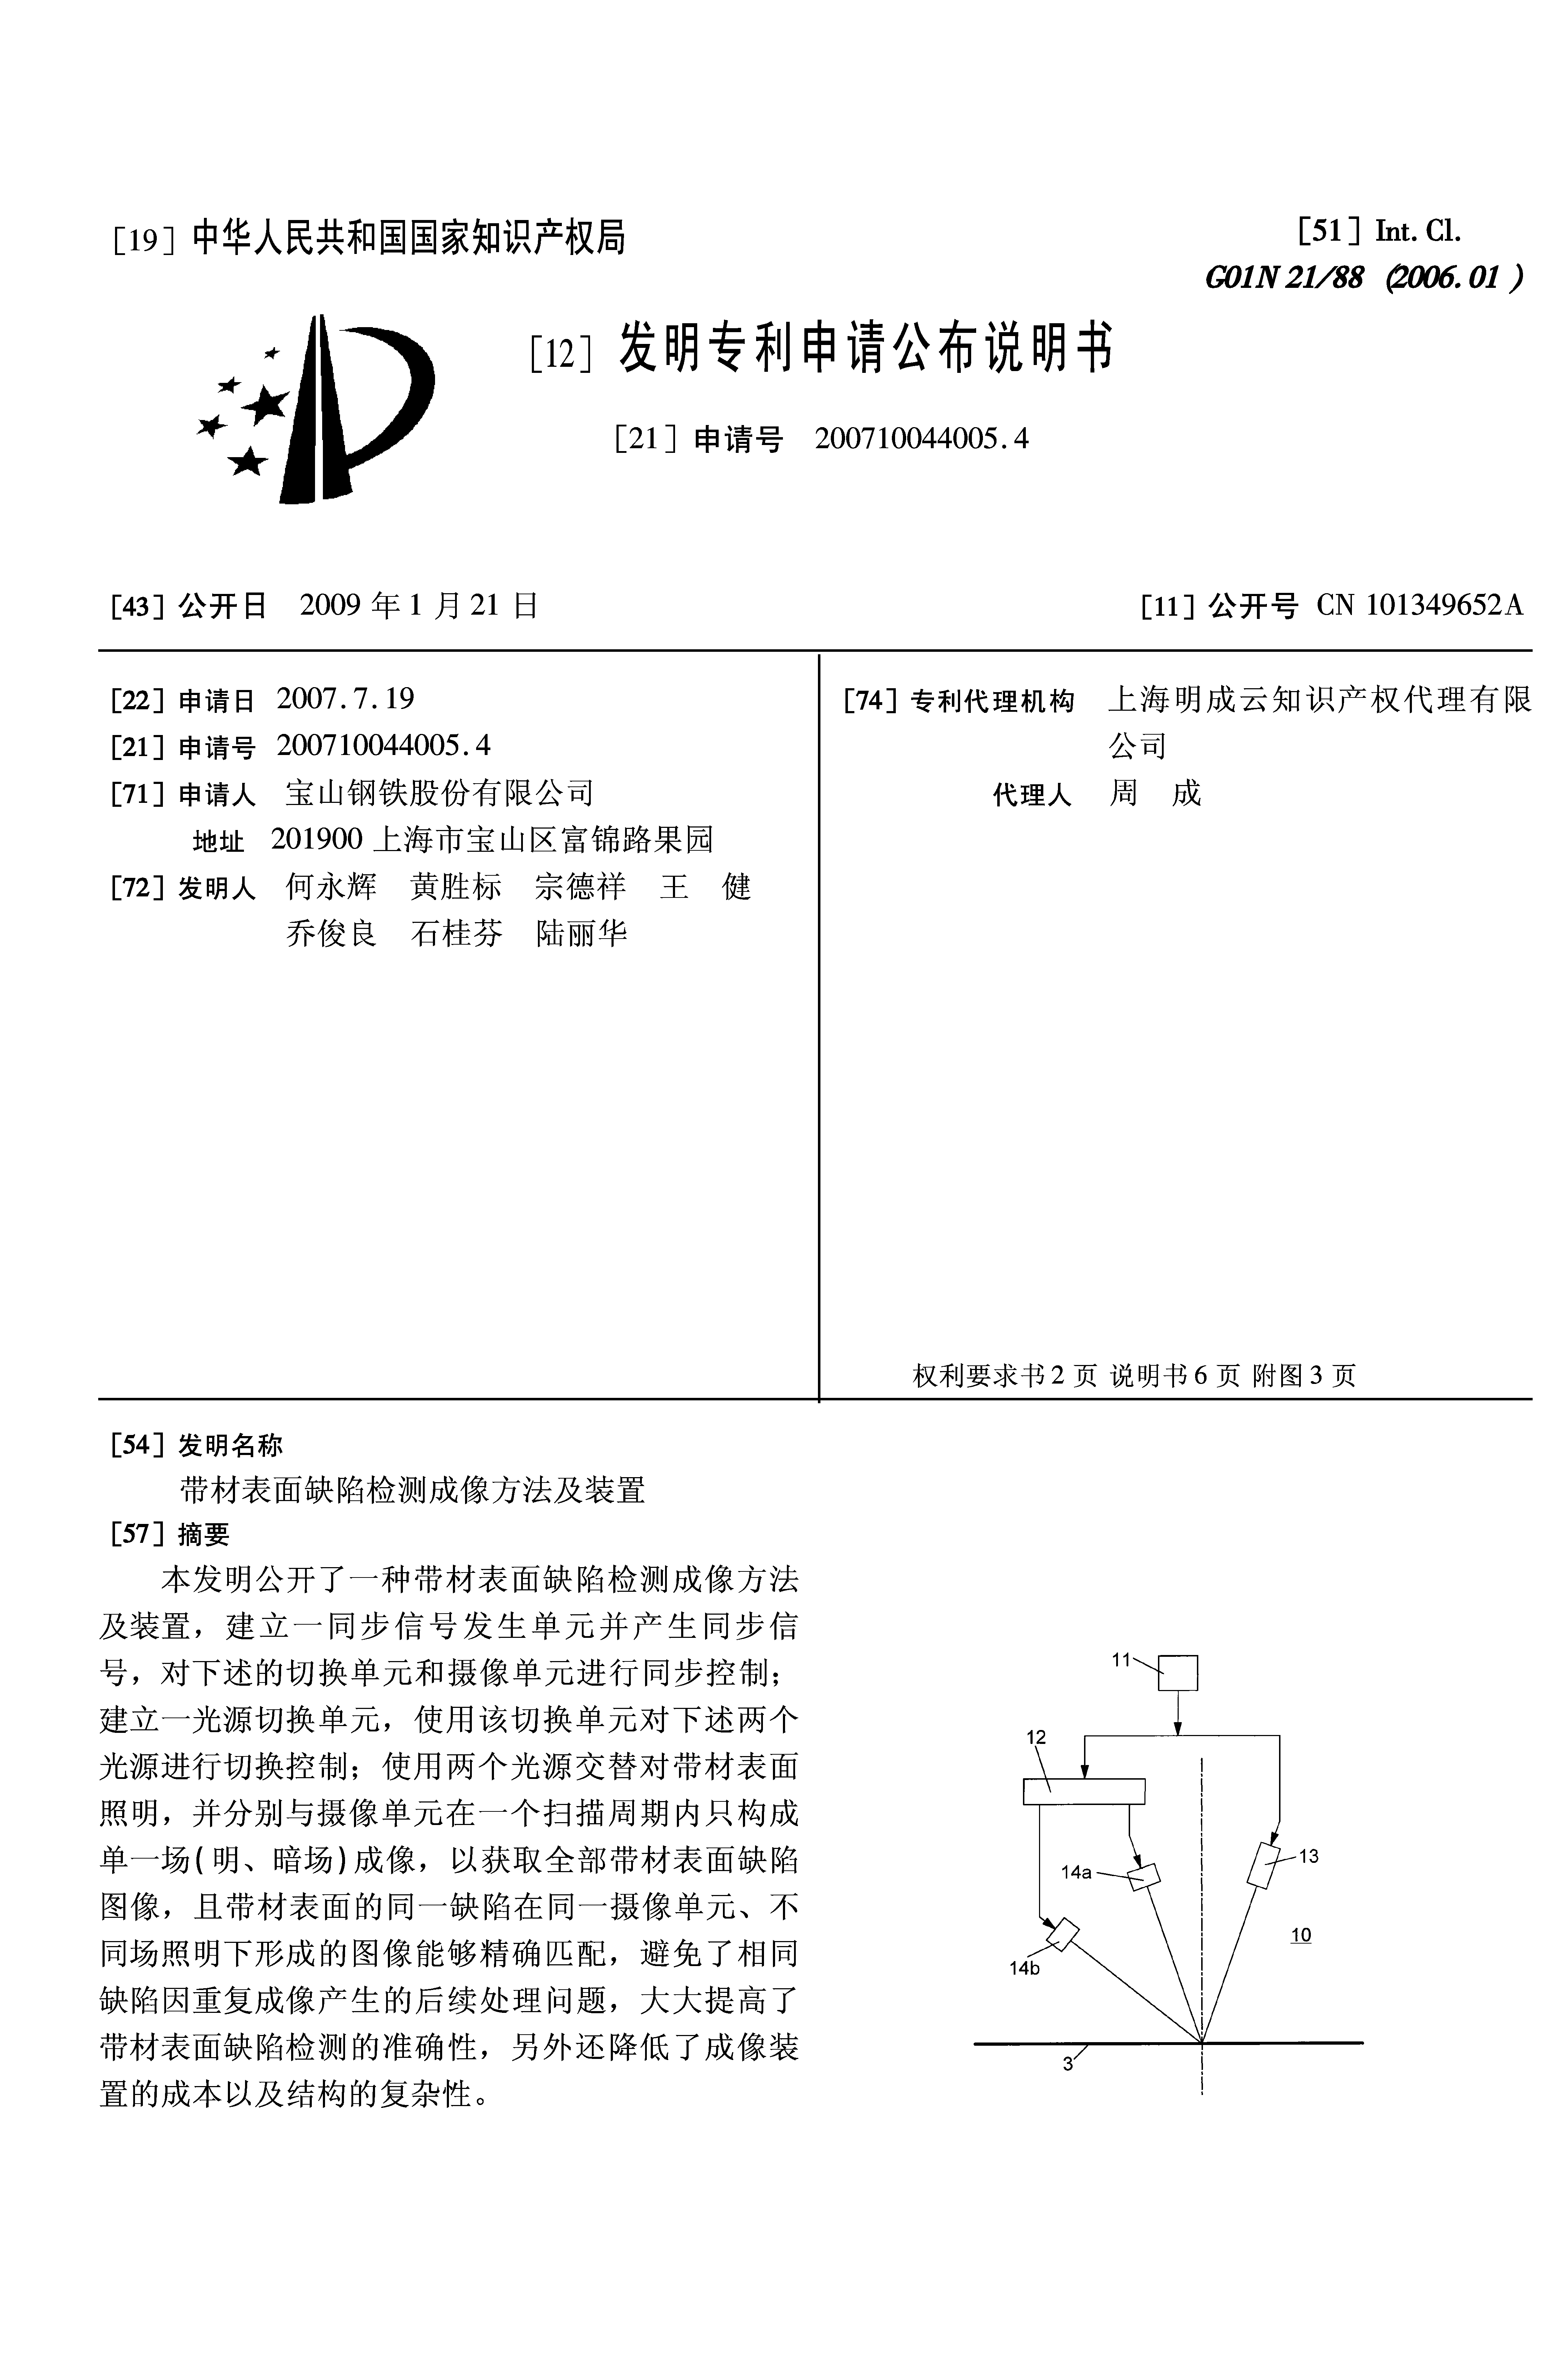 [19] 中华人民共和国国家知识产权局
[51] Int. Cl.
G01N 21/88 (2006.01)
[12] 发明专利申请公布说明书
[21] 申请号 200710044005.4
[43] 公开日 2009 年 1 月 21 日
[11] 公开号 CN 101349652A
[22] 申请日 2007.7.19
[21] 申请号 200710044005.4
[71] 申请人 宝山钢铁股份有限公司
地址 201900 上海市宝山区富锦路果园
[72] 发明人 何永辉 黄胜标 宗德祥 王 健
乔俊良 石桂芬 陆丽华
[74] 专利代理机构 上海明成云知识产权代理有限
公司
代理人 周 成
权利要求书 2 页 说明书 6 页 附图 3 页
[54] 发明名称
带材表面缺陷检测成像方法及装置
[57] 摘要
本发明公开了一种带材表面缺陷检测成像方法
及装置，建立一同步信号发生单元并产生同步信
号，对下述的切换单元和摄像单元进行同步控制；
建立一光源切换单元，使用该切换单元对下述两个
光源进行切换控制；使用两个光源交替对带材表面
照明，并分别与摄像单元在一个扫描周期内只构成
单一场(明、暗场)成像，以获取全部带材表面缺陷
图像，且带材表面的同一缺陷在同一摄像单元、不
同场照明下形成的图像能够精确匹配，避免了相同
缺陷因重复成像产生的后续处理问题，大大提高了
带材表面缺陷检测的准确性，另外还降低了成像装
置的成本以及结构的复杂性。
11
12
14a
13
10
14b
3